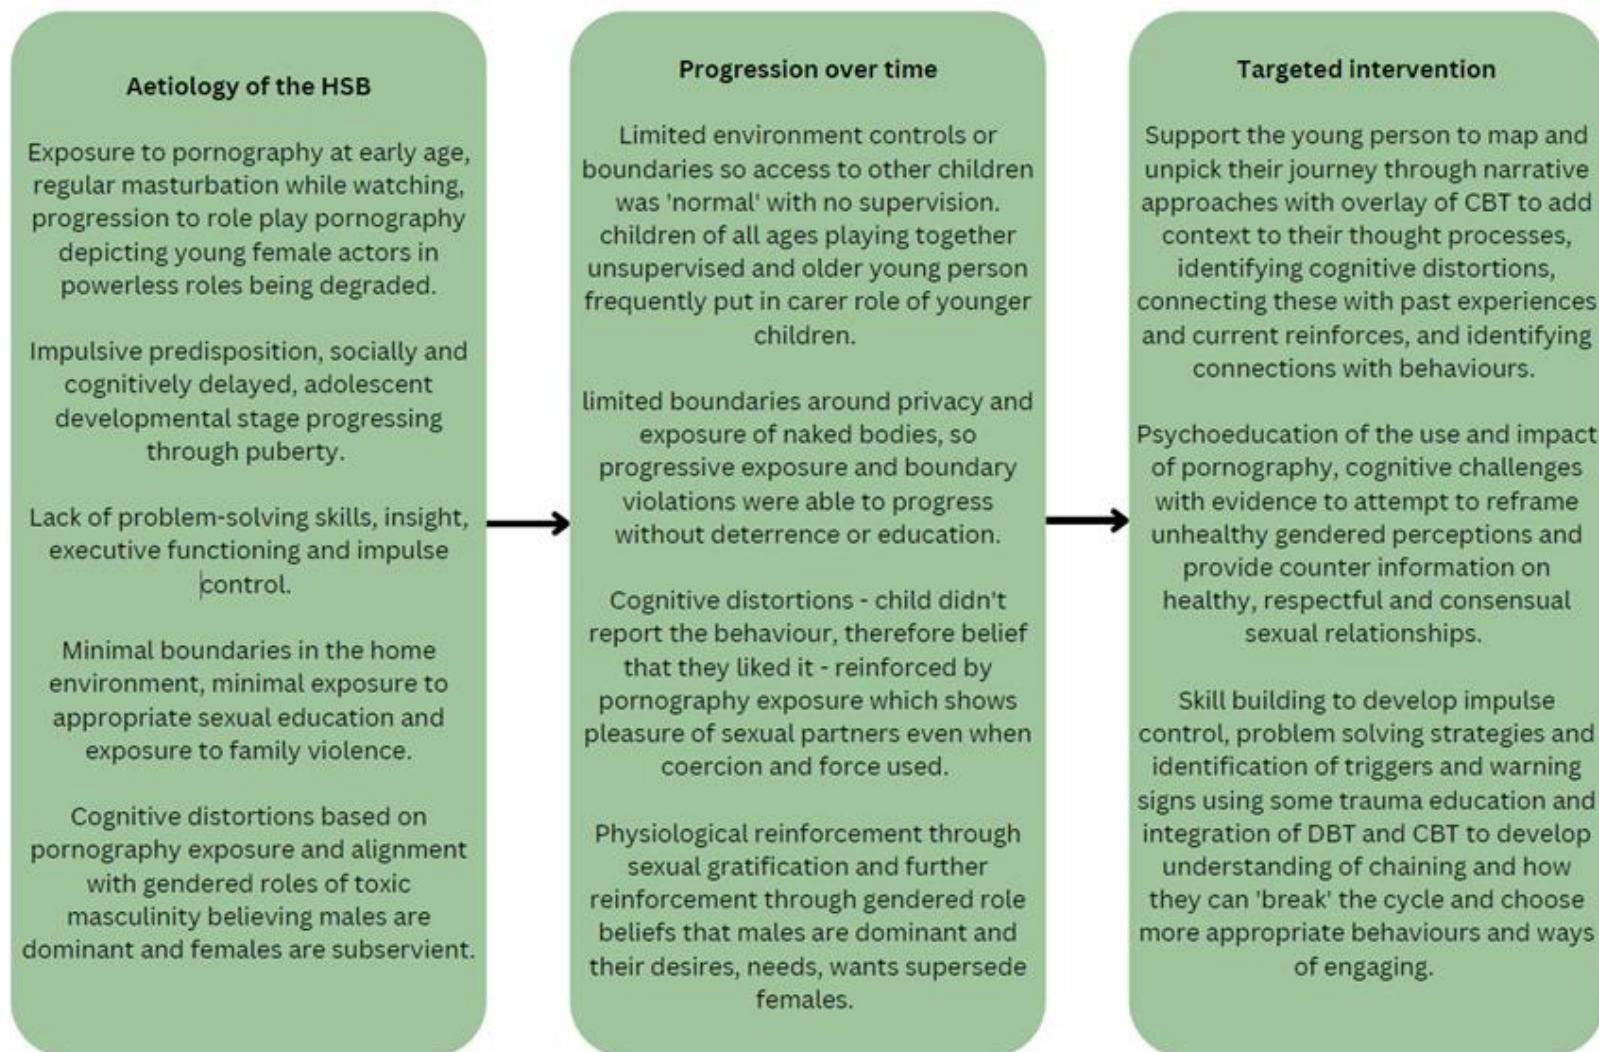 Aetiology of the HSB
Exposure to pornography at early age,
regular masturbation while watching,
progression to role play pornography
depicting young female actors in
powerless roles being degraded.
Impulsive predisposition, socially and
cognitively delayed, adolescent
developmental stage progressing
through puberty.
Lack of problem-solving skills, insight,
executive functioning and impulse
control.
Minimal boundaries in the home
environment, minimal exposure to
appropriate sexual education and
exposure to family violence.
Cognitive distortions based on
pornography exposure and alignment
with gendered roles of toxic
masculinity believing males are
dominant and females are subservient.
Progression over time
Limited environment controls or
boundaries so access to other children
was 'normal' with no supervision.
children of all ages playing together
unsupervised and older young person
frequently put in carer role of younger
children.
limited boundaries around privacy and
exposure of naked bodies, so
progressive exposure and boundary
violations were able to progress
without deterrence or education.
Cognitive distortions - child didn't
report the behaviour, therefore belief
that they liked it - reinforced by
pornography exposure which shows
pleasure of sexual partners even when
coercion and force used.
Physiological reinforcement through
sexual gratification and further
reinforcement through gendered role
beliefs that males are dominant and
their desires, needs, wants supersede
females.
Targeted intervention
Support the young person to map and
unpick their journey through narrative
approaches with overlay of CBT to add
context to their thought processes,
identifying cognitive distortions,
connecting these with past experiences
and current reinforces, and identifying
connections with behaviours.
Psychoeducation of the use and impact
of pornography, cognitive challenges
with evidence to attempt to reframe
unhealthy gendered perceptions and
provide counter information on
healthy, respectful and consensual
sexual relationships.
Skill building to develop impulse
control, problem solving strategies and
identification of triggers and warning
signs using some trauma education and
integration of DBT and CBT to develop
understanding of chaining and how
they can 'break' the cycle and choose
more appropriate behaviours and ways
of engaging.